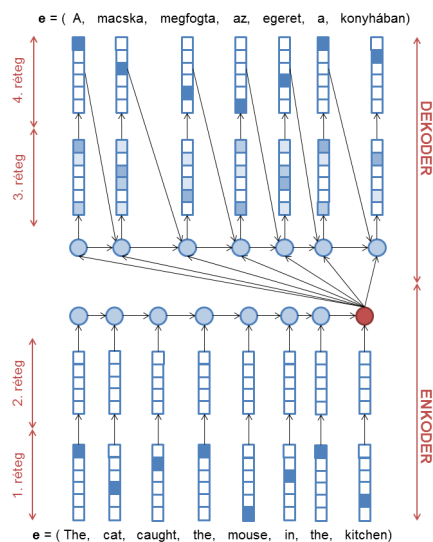 e = ( A, macska, megfogta, az, egeret, a, konyhában)
4. réteg
3. réteg
DEKODER
2. réteg
1. réteg
ENKODER
e = (The, cat, caught, the, mouse, in, the, kitchen)